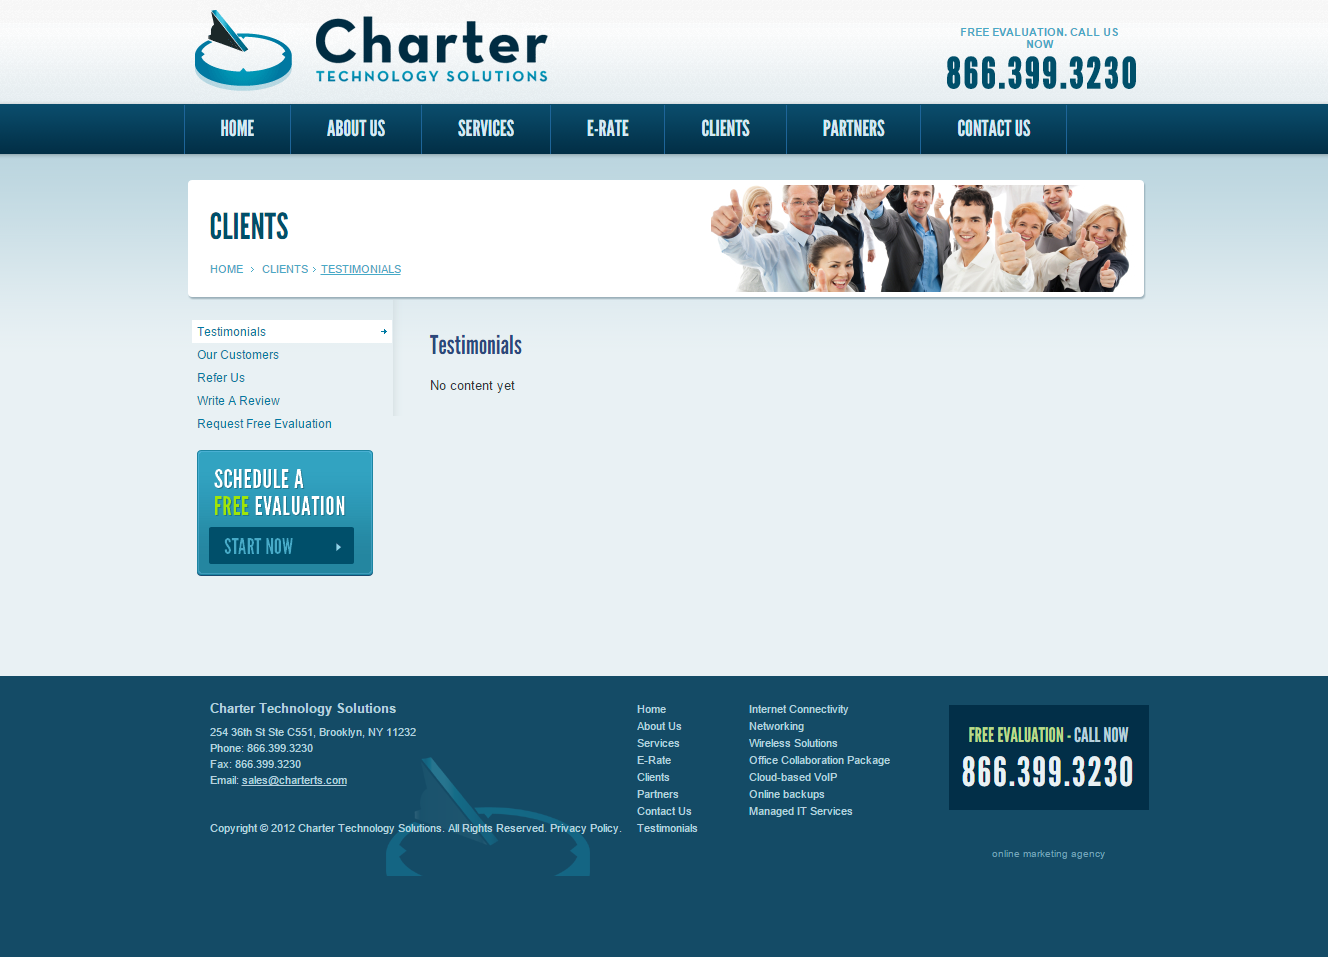 Charter
TECHNOLOGY SOLUTIONS
FREE EVALUATION. CALL US
NOW
866.399.3230
HOME
ABOUT US
SERVICES
E-RATE
CLIENTS
PARTNERS
CONTACT US
CLIENTS
HOME
CLIENTS
TESTIMONIALS
Testimonials
Our Customers
Refer Us
Write A Review
Request Free Evaluation
SCHEDULE A
FREE EVALUATION
START NOW
Testimonials
No content yet
Charter Technology Solutions
254 36th St Ste C551, Brooklyn, NY 11232
Phone: 866.399.3230
Fax: 866.399.3230
Email: sales@charterts.com
Copyright © 2012 Charter Technology Solutions. All Rights Reserved. Privacy Policy.
Home
About Us
Services
E-Rate
Clients
Partners
Contact Us
Testimonials
Internet Connectivity
Networking
Wireless Solutions
Office Collaboration Package
Cloud-based VoIP
Online backups
Managed IT Services
FREE EVALUATION - CALL NOW
866.399.3230
online marketing agency